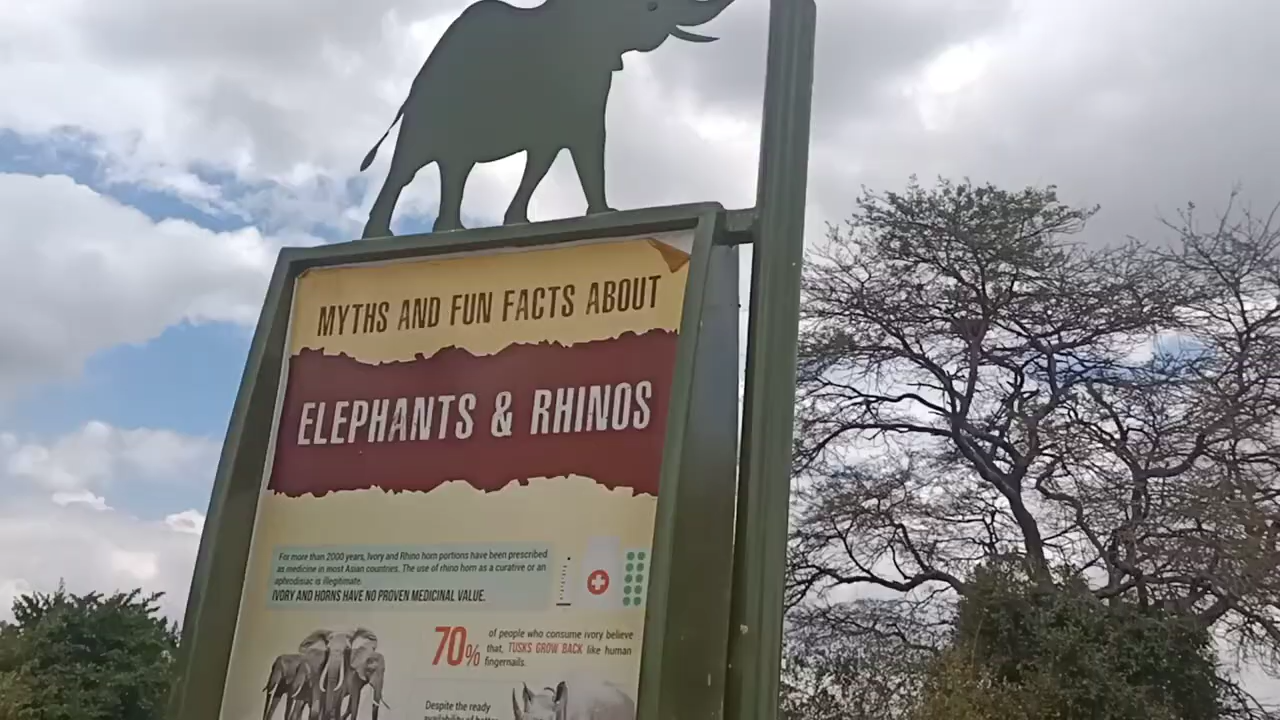 MYTHS AND FUN FACTS ABOUT
ELEPHANTS & RHINOS
For more than 2000 years, Ivory and Rhino horn portions have been prescribed
as medicine in most Asian countries. The use of rhino horn as a curative or an
aphrodisiac is illegitimate.
IVORY AND HORNS HAVE NO PROVEN MEDICINAL VALUE.
70% of people who consume ivory believe
that, TUSKS GROW BACK like human
fingernails.
Despite the ready
availability of better